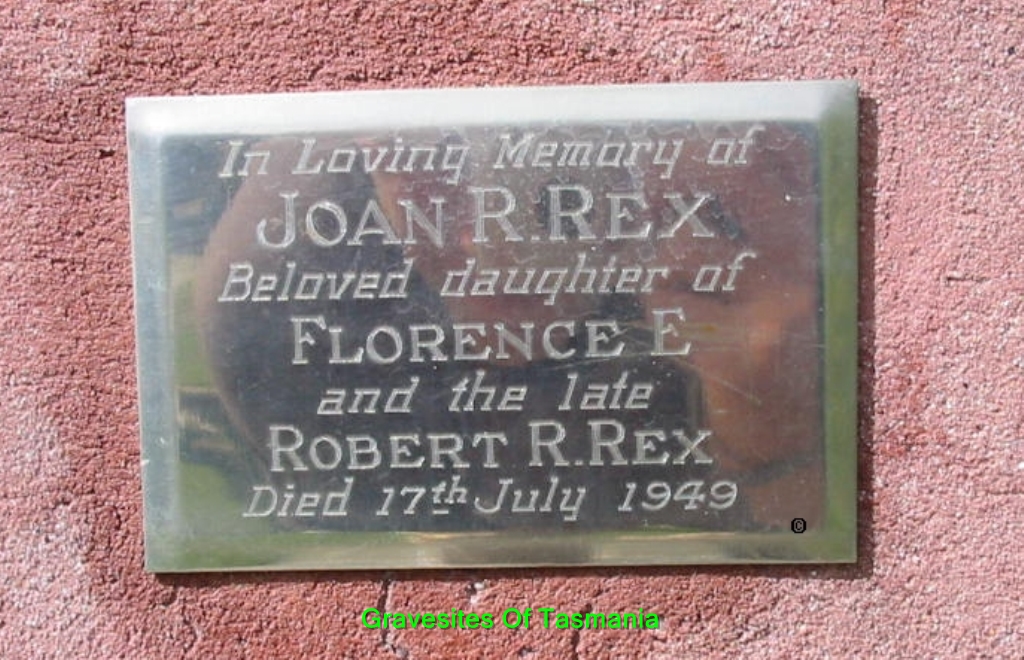 In Loving Memory of
JOAN R. REX
Beloved daughter of
FLORENCE E
and the late
ROBERT R. REX
Died 17th July 1949
©
Gravesites Of Tasmania